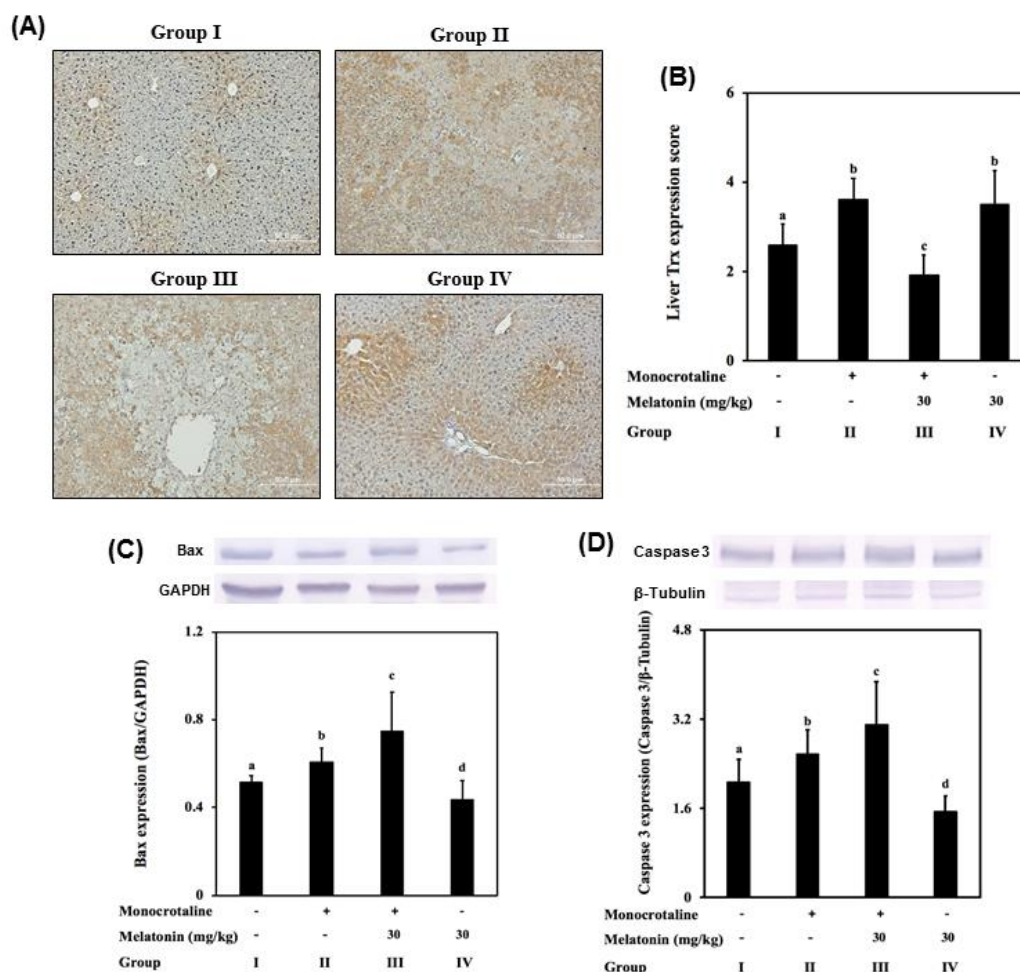 (A)
Group I
Group II
Group III
Group IV
(B)
Liver Trx expression score
6
4
2
0
a
b
c
b
Monocrotaline - + + -
Melatonin (mg/kg) - - 30 30
Group I II III IV
(C)
Bax
GAPDH
Bax expression (Bax/GAPDH)
1.2
0.8
0.4
0
a
b
c
d
Monocrotaline - + + -
Melatonin (mg/kg) - - 30 30
Group I II III IV
(D)
Caspase 3
β-Tubulin
Caspase 3 expression (Caspase 3/β-Tubulin)
4.8
3.2
1.6
0
a
b
c
d
Monocrotaline - + + -
Melatonin (mg/kg) - - 30 30
Group I II III IV